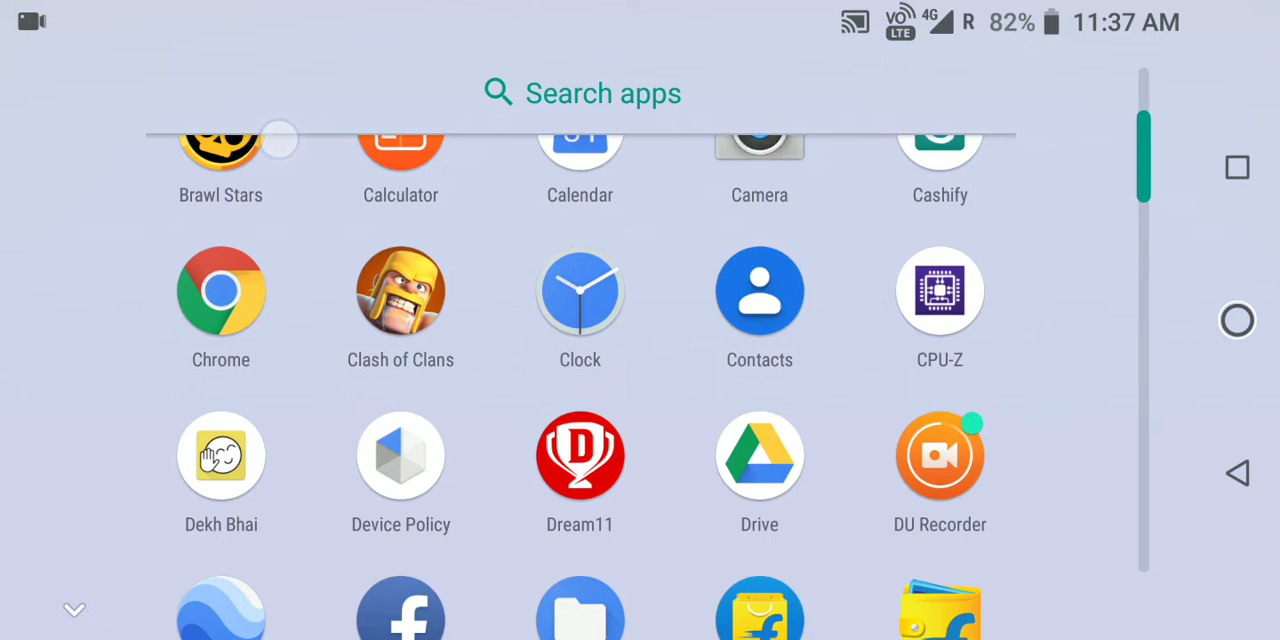 VO LTE 4G R 82% 11:37 AM
Search apps
Brawl Stars Calculator Calendar Camera Cashify
Chrome Clash of Clans Clock Contacts CPU-Z
D
Dekh Bhai Device Policy Dream11 Drive DU Recorder